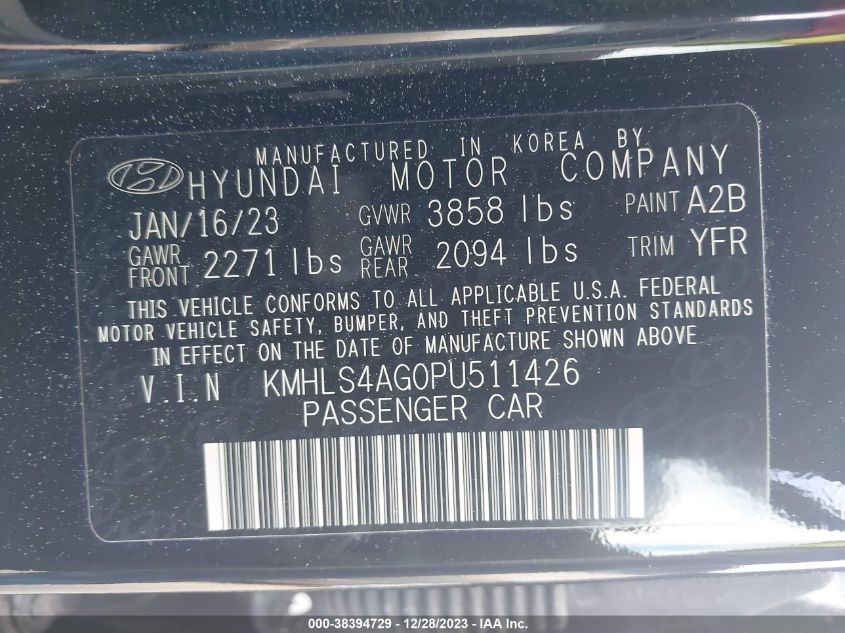 MANUFACTURED IN KOREA BY
HYUNDAI MOTOR COMPANY
JAN/16/23 GVWR 3858 lbs PAINT A2B
GAWR FRONT 2271 lbs GAWR REAR 2094 lbs TRIM YFR
THIS VEHICLE CONFORMS TO ALL APPLICABLE U.S.A. FEDERAL
MOTOR VEHICLE SAFETY, BUMPER, AND THEFT PREVENTION STANDARDS
IN EFFECT ON THE DATE OF MANUFACTURE SHOWN ABOVE
V.I.N KMHLS4AG0PU511426
PASSENGER CAR
000-38394729 - 12/28/2023 - IAA Inc.